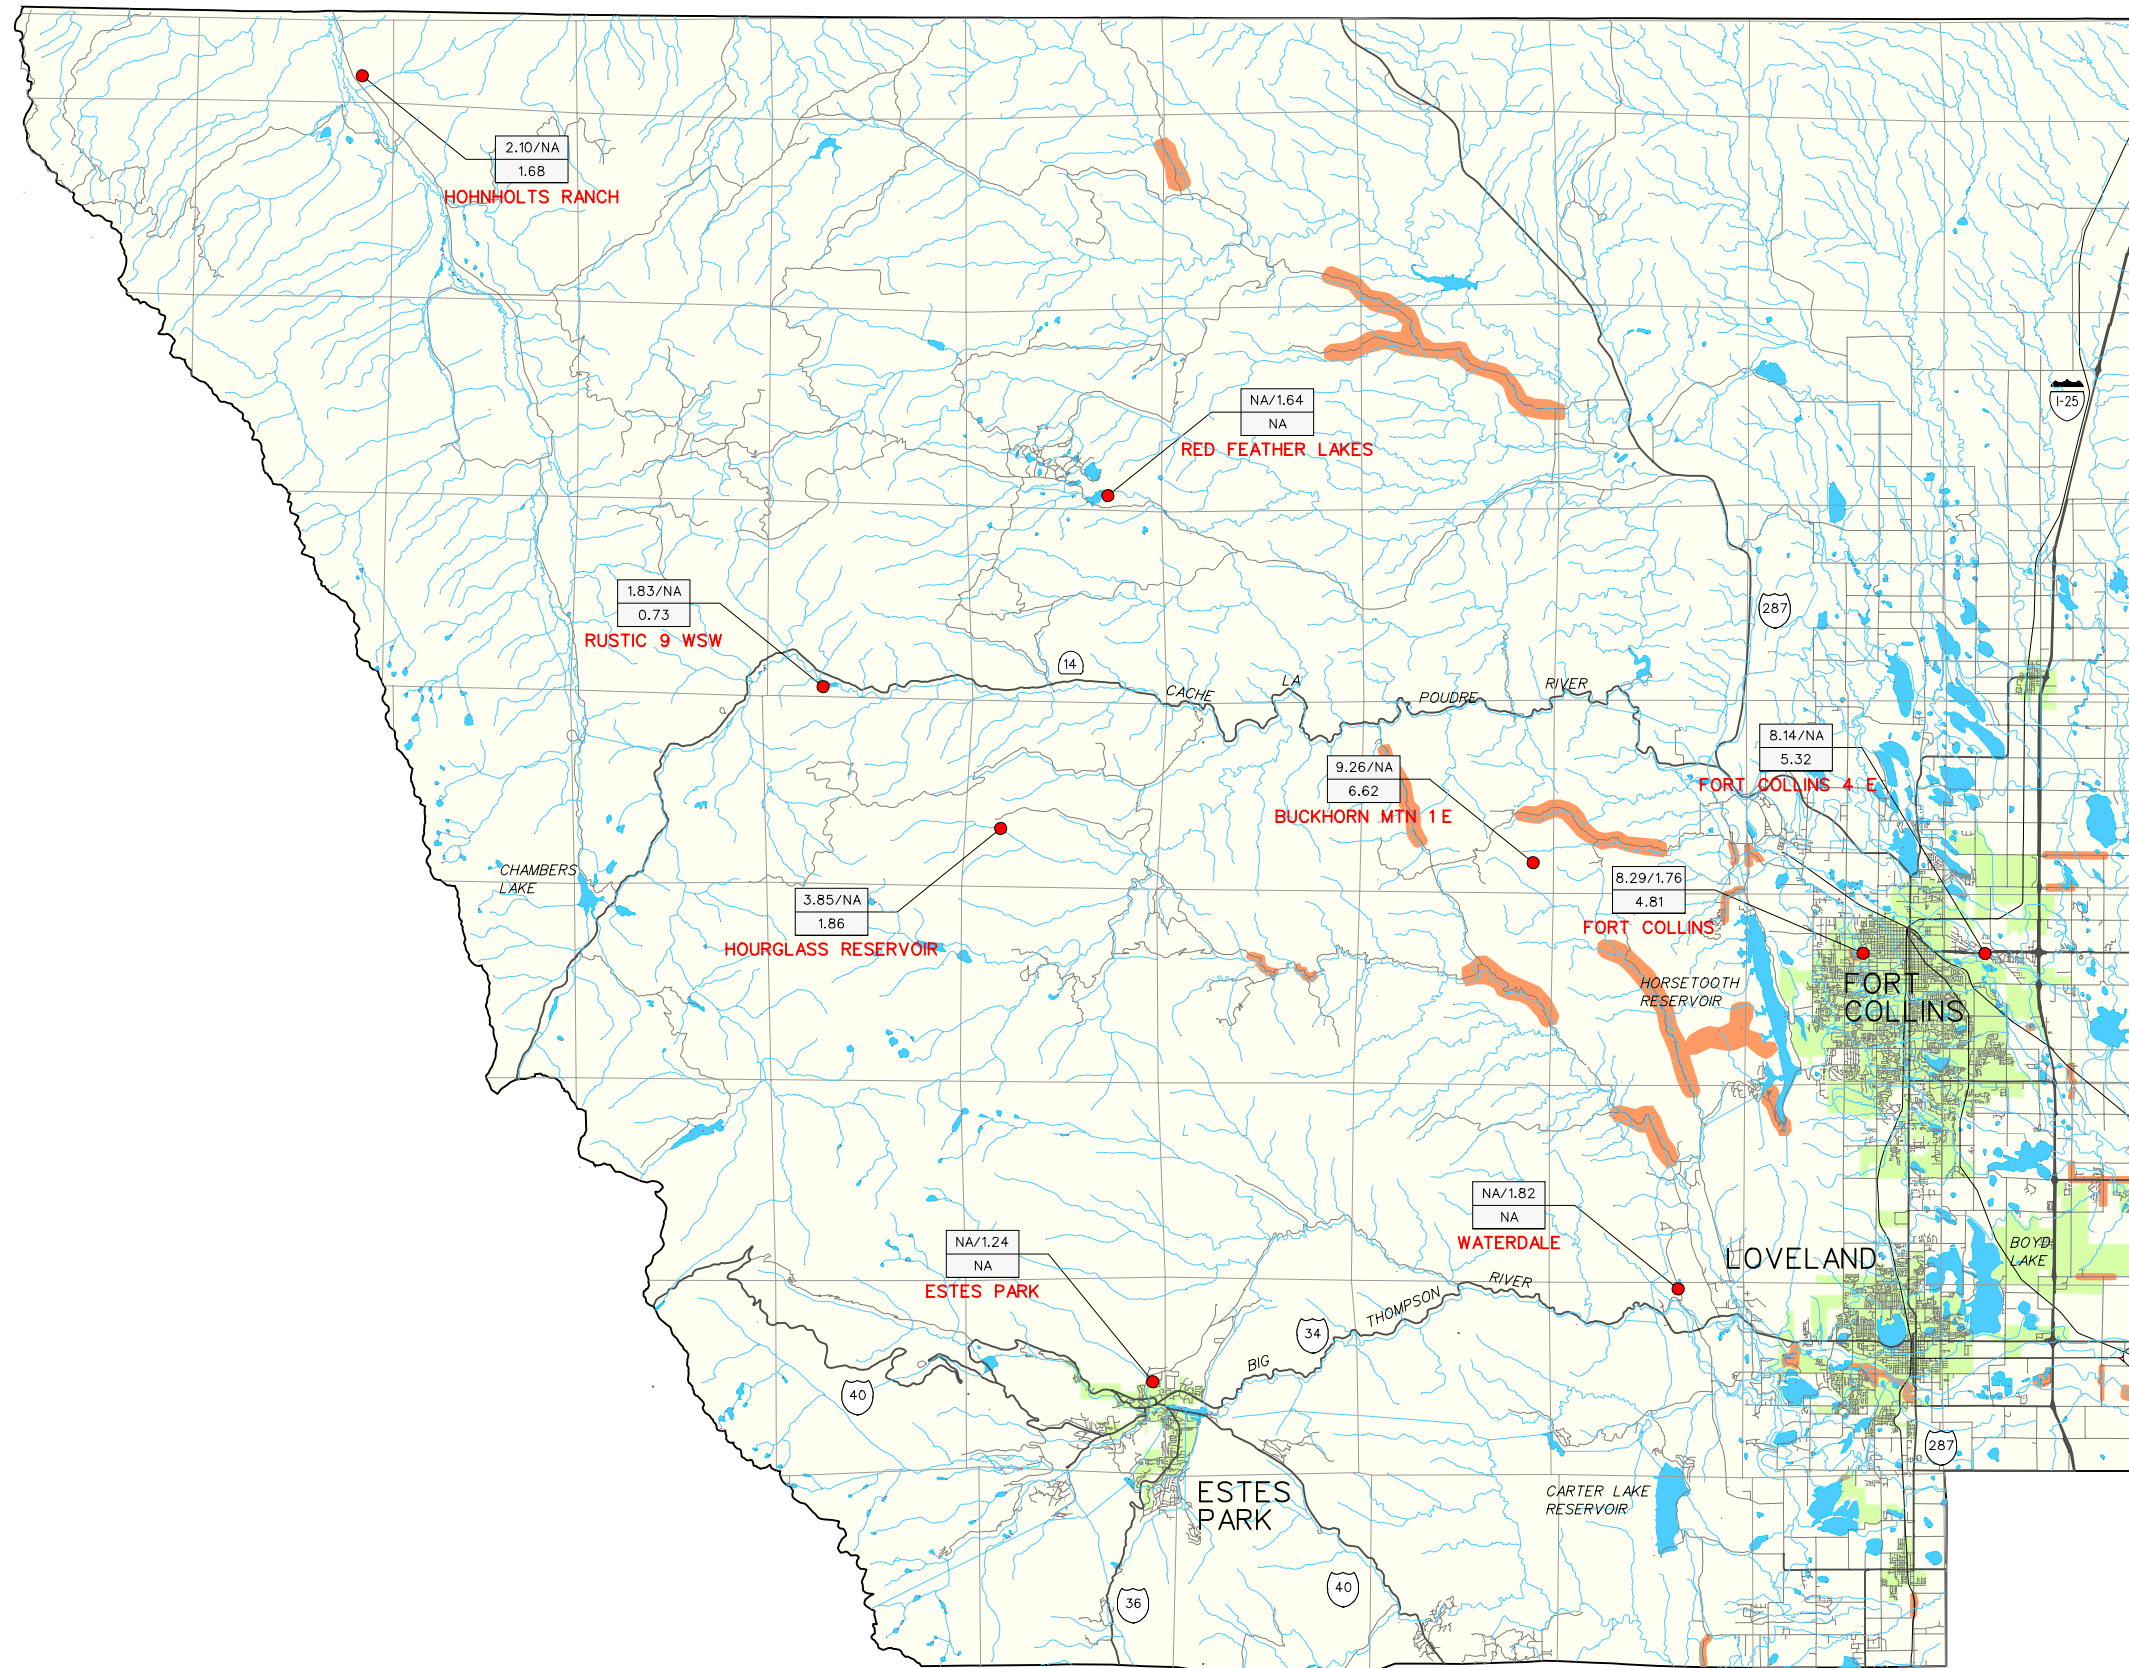 2.10/NA
1.68
HOHNHOLTS RANCH
NA/1.64
NA
RED FEATHER LAKES
I-25
1.83/NA
0.73
RUSTIC 9 WSW
287
14
CACHE LA POUDRE RIVER
8.14/NA
5.32
FORT COLLINS 4 E
9.26/NA
6.62
BUCKHORN MTN 1 E
CHAMBERS
LAKE
3.85/NA
1.86
HOURGLASS RESERVOIR
8.29/1.76
4.81
FORT COLLINS
HORSETOOTH
RESERVOIR
FORT
COLLINS
NA/1.82
NA
WATERDALE
NA/1.24
NA
ESTES PARK
LOVELAND
BOYD
LAKE
BIG THOMPSON RIVER
34
40
287
ESTES
PARK
CARTER LAKE
RESERVOIR
36
40